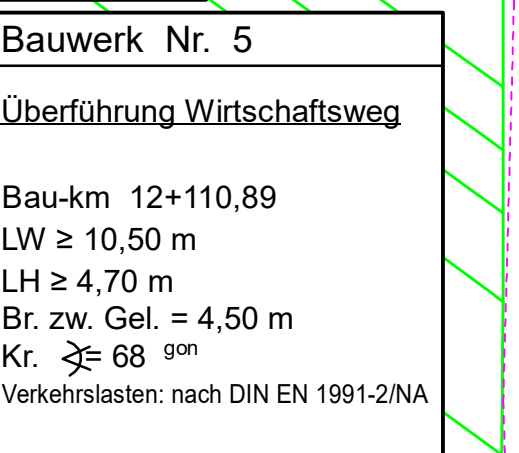 Bauwerk Nr. 5
Überführung Wirtschaftsweg
Bau-km 12+110,89
LW ≥ 10,50 m
LH ≥ 4,70 m
Br. zw. Gel. = 4,50 m
Kr. ∢= 68 gon
Verkehrslasten: nach DIN EN 1991-2/NA